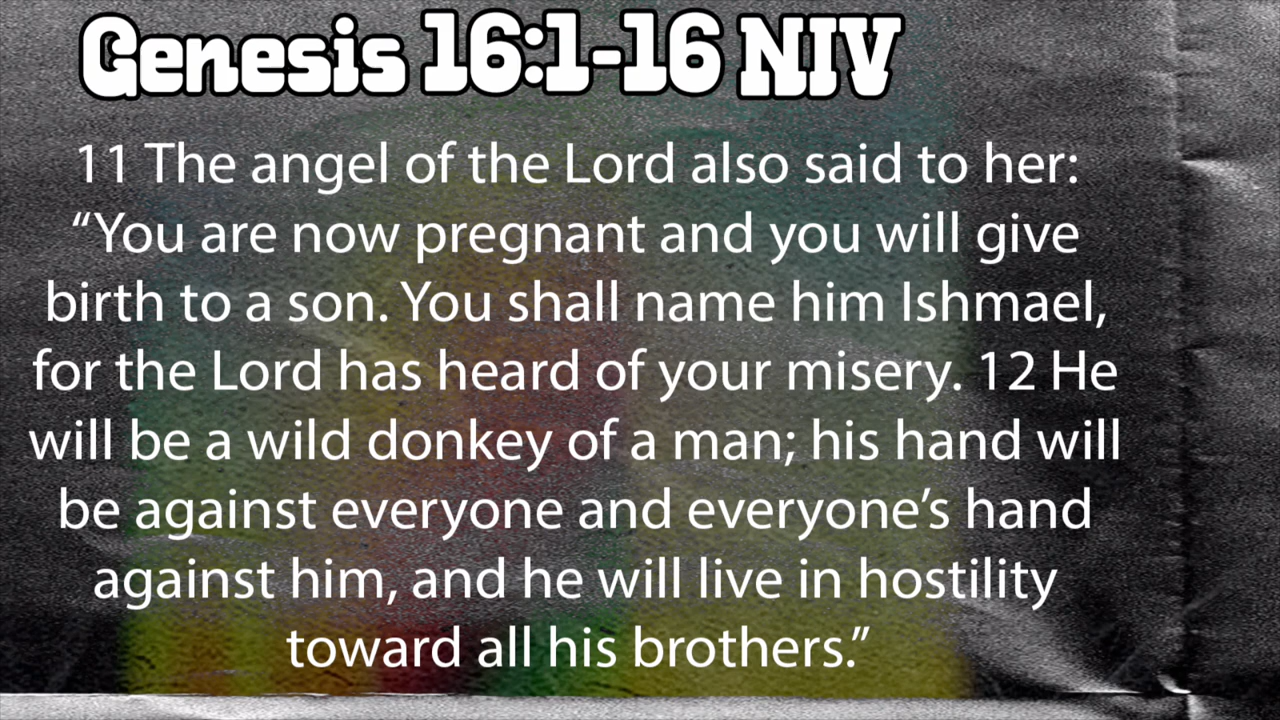 Genesis 16:1-16 NIV
11 The angel of the Lord also said to her:
“You are now pregnant and you will give
birth to a son. You shall name him Ishmael,
for the Lord has heard of your misery. 12 He
will be a wild donkey of a man; his hand will
be against everyone and everyone’s hand
against him, and he will live in hostility
toward all his brothers.”